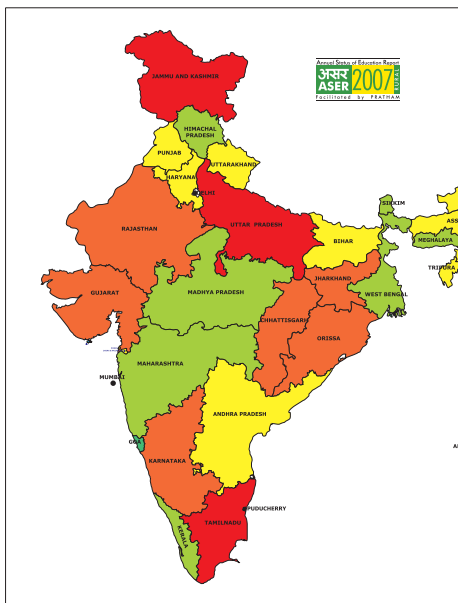 Annual Status of Education Report
असर
ASER
2007
RURAL
Facilitated by PRATHAM
JAMMU AND KASHMIR
HIMACHAL
PRADESH
PUNJAB
UTTARAKHAND
HARYANA
DELHI
SIKKIM
RAJASTHAN
UTTAR PRADESH
ASS
BIHAR
MEGHALAYA
TRIPURA
JHARKHAND
GUJARAT
MADHYA PRADESH
WEST BENGAL
CHHATTISGARH
ORISSA
MAHARASHTRA
MUMBAI
ANDHRA PRADESH
GOA
A
KARNATAKA
PUDUCHERRY
TAMILNADU
KERALA